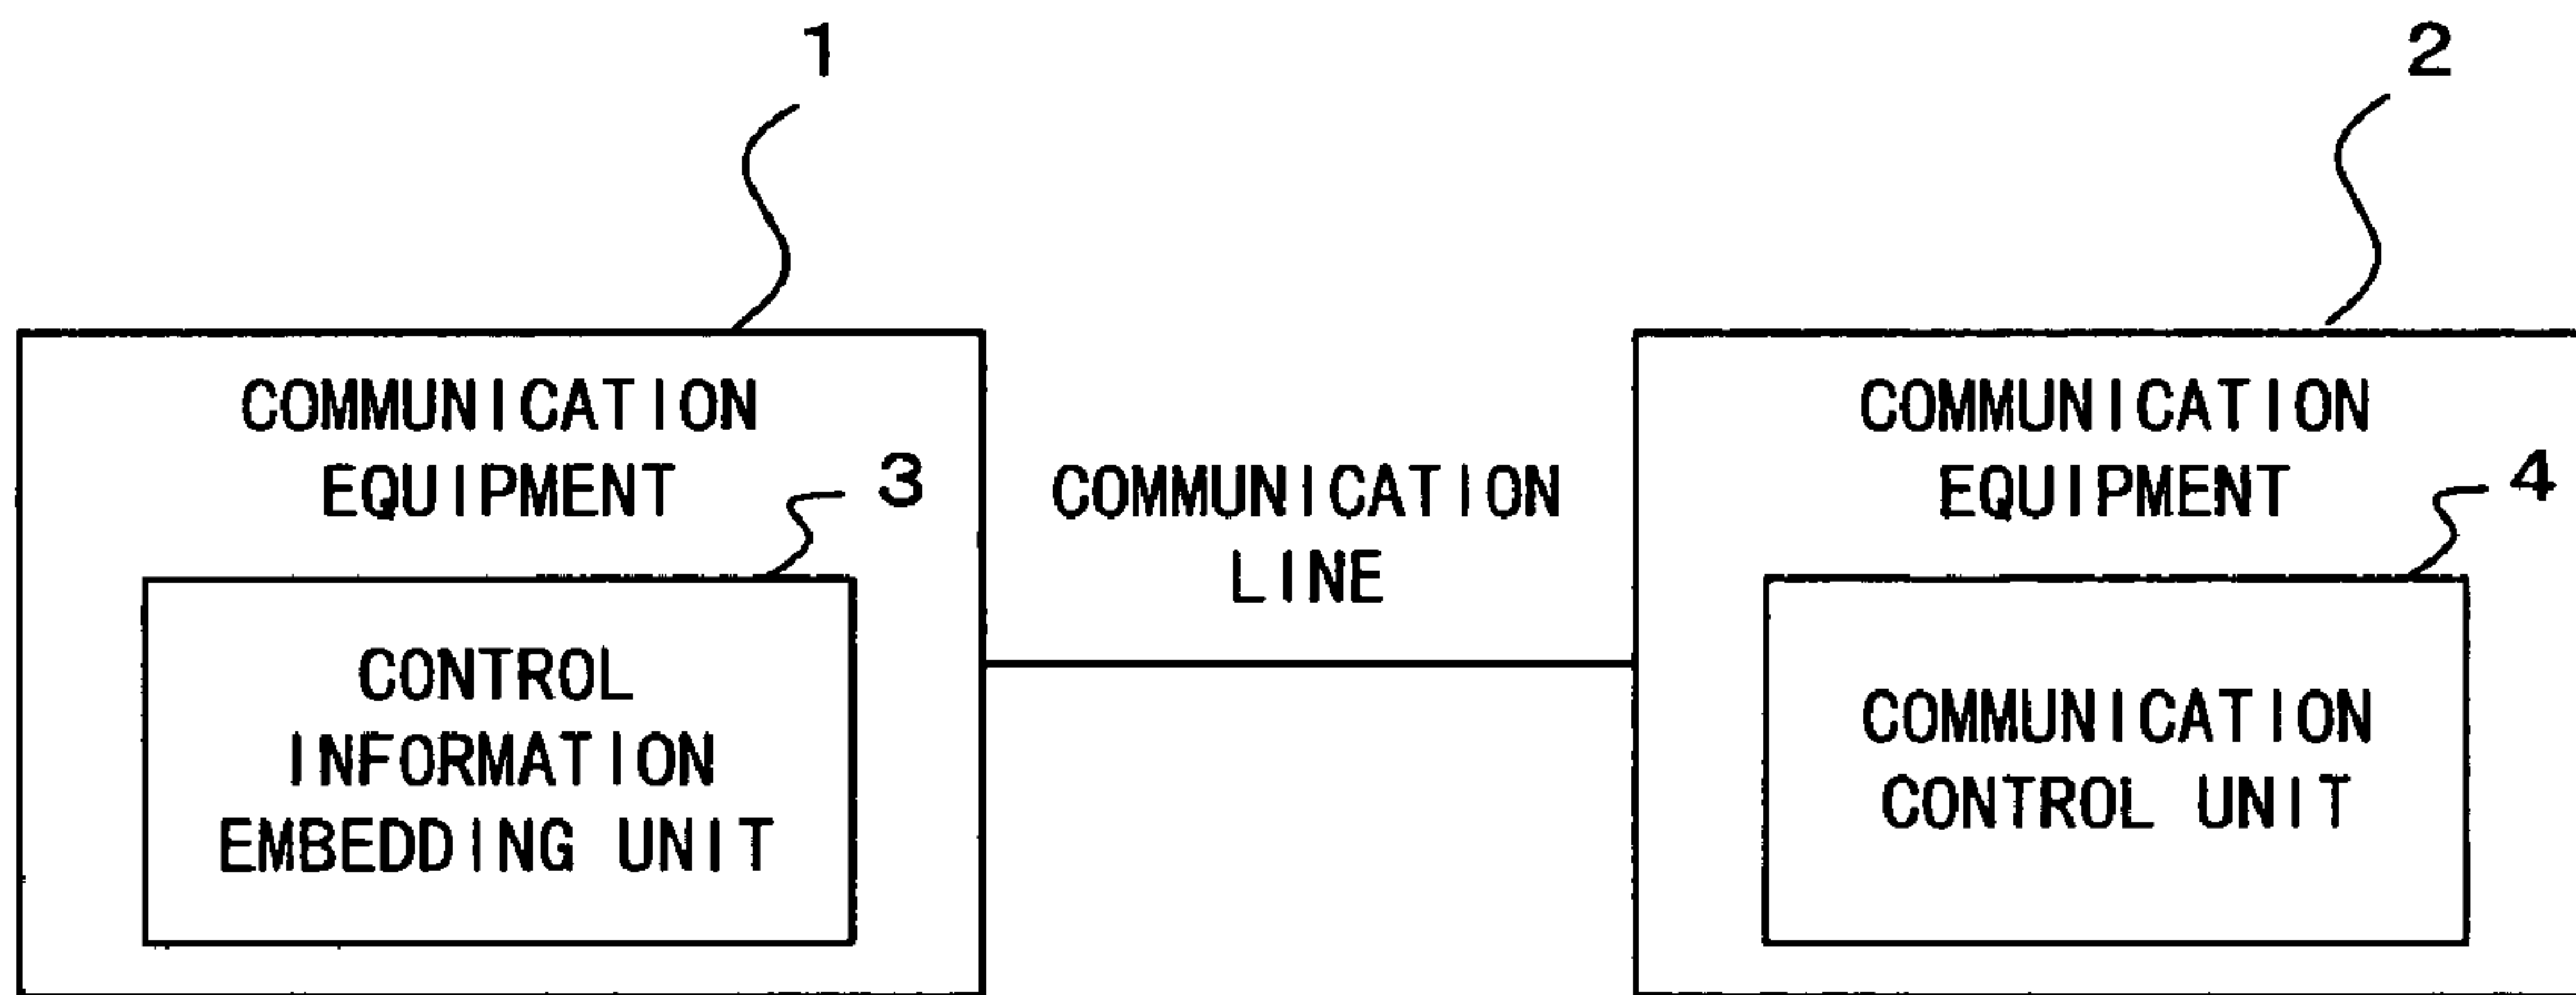 1
2
COMMUNICATION
EQUIPMENT
3
CONTROL
INFORMATION
EMBEDDING UNIT
COMMUNICATION
LINE
COMMUNICATION
EQUIPMENT
4
COMMUNICATION
CONTROL UNIT